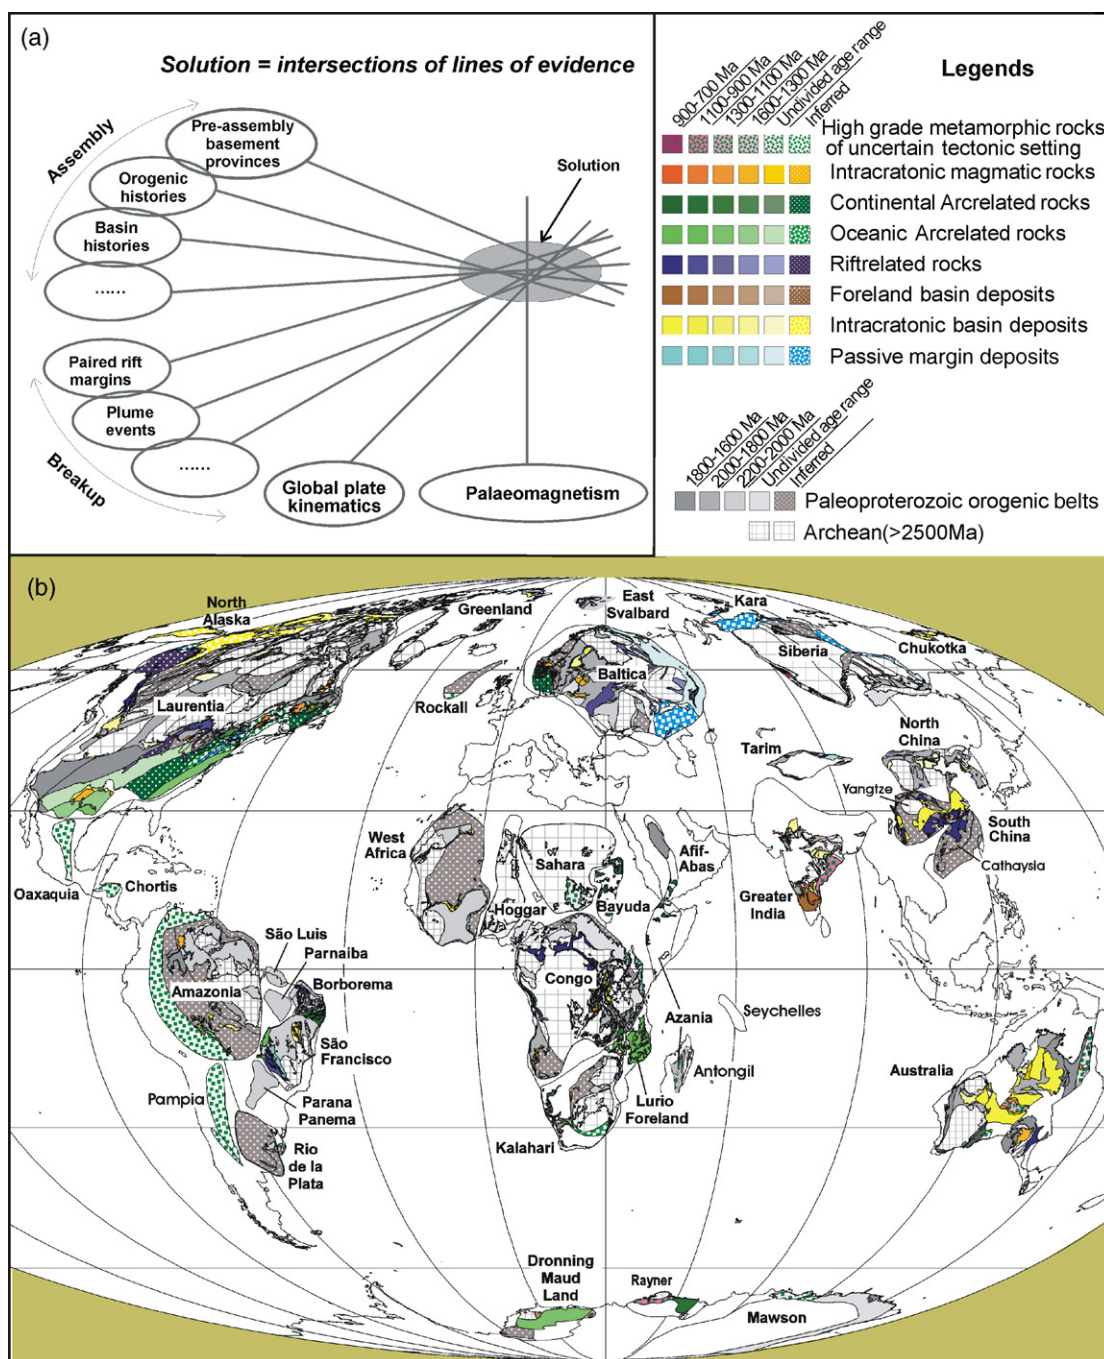 (a)
Solution = intersections of lines of evidence
Assembly
Pre-assembly
basement
provinces
Orogenic
histories
Basin
histories
......
Paired rift
margins
Plume
events
......
Breakup
Global plate
kinematics
Palaeomagnetism
Solution
Legends
900-700 Ma
1100-900 Ma
1300-1100 Ma
1600-1300 Ma
Undivided age range
Inferred
High grade metamorphic rocks
of uncertain tectonic setting
Intracratonic magmatic rocks
Continental Arcrelated rocks
Oceanic Arcrelated rocks
Riftrelated rocks
Foreland basin deposits
Intracratonic basin deposits
Passive margin deposits
1800-1600 Ma
2000-1800 Ma
2200-2000 Ma
Undivided age range
Inferred
Paleoproterozoic orogenic belts
Archean(>2500Ma)
(b)
North
Alaska
Greenland
East
Svalbard
Kara
Siberia
Chukotka
Laurentia
Rockall
Baltica
North
China
Tarim
Yangtze
South
China
Cathaysia
West
Africa
Sahara
Afif-
Abas
Oaxaquia
Chortis
Hoggar
Bayuda
Greater
India
São Luis
Parnaiba
Borborema
Amazonia
Congo
Azania
Seychelles
São
Francisco
Antongil
Australia
Pampia
Parana
Panema
Lurio
Foreland
Kalahari
Rio
de la
Plata
Dronning
Maud
Land
Rayner
Mawson